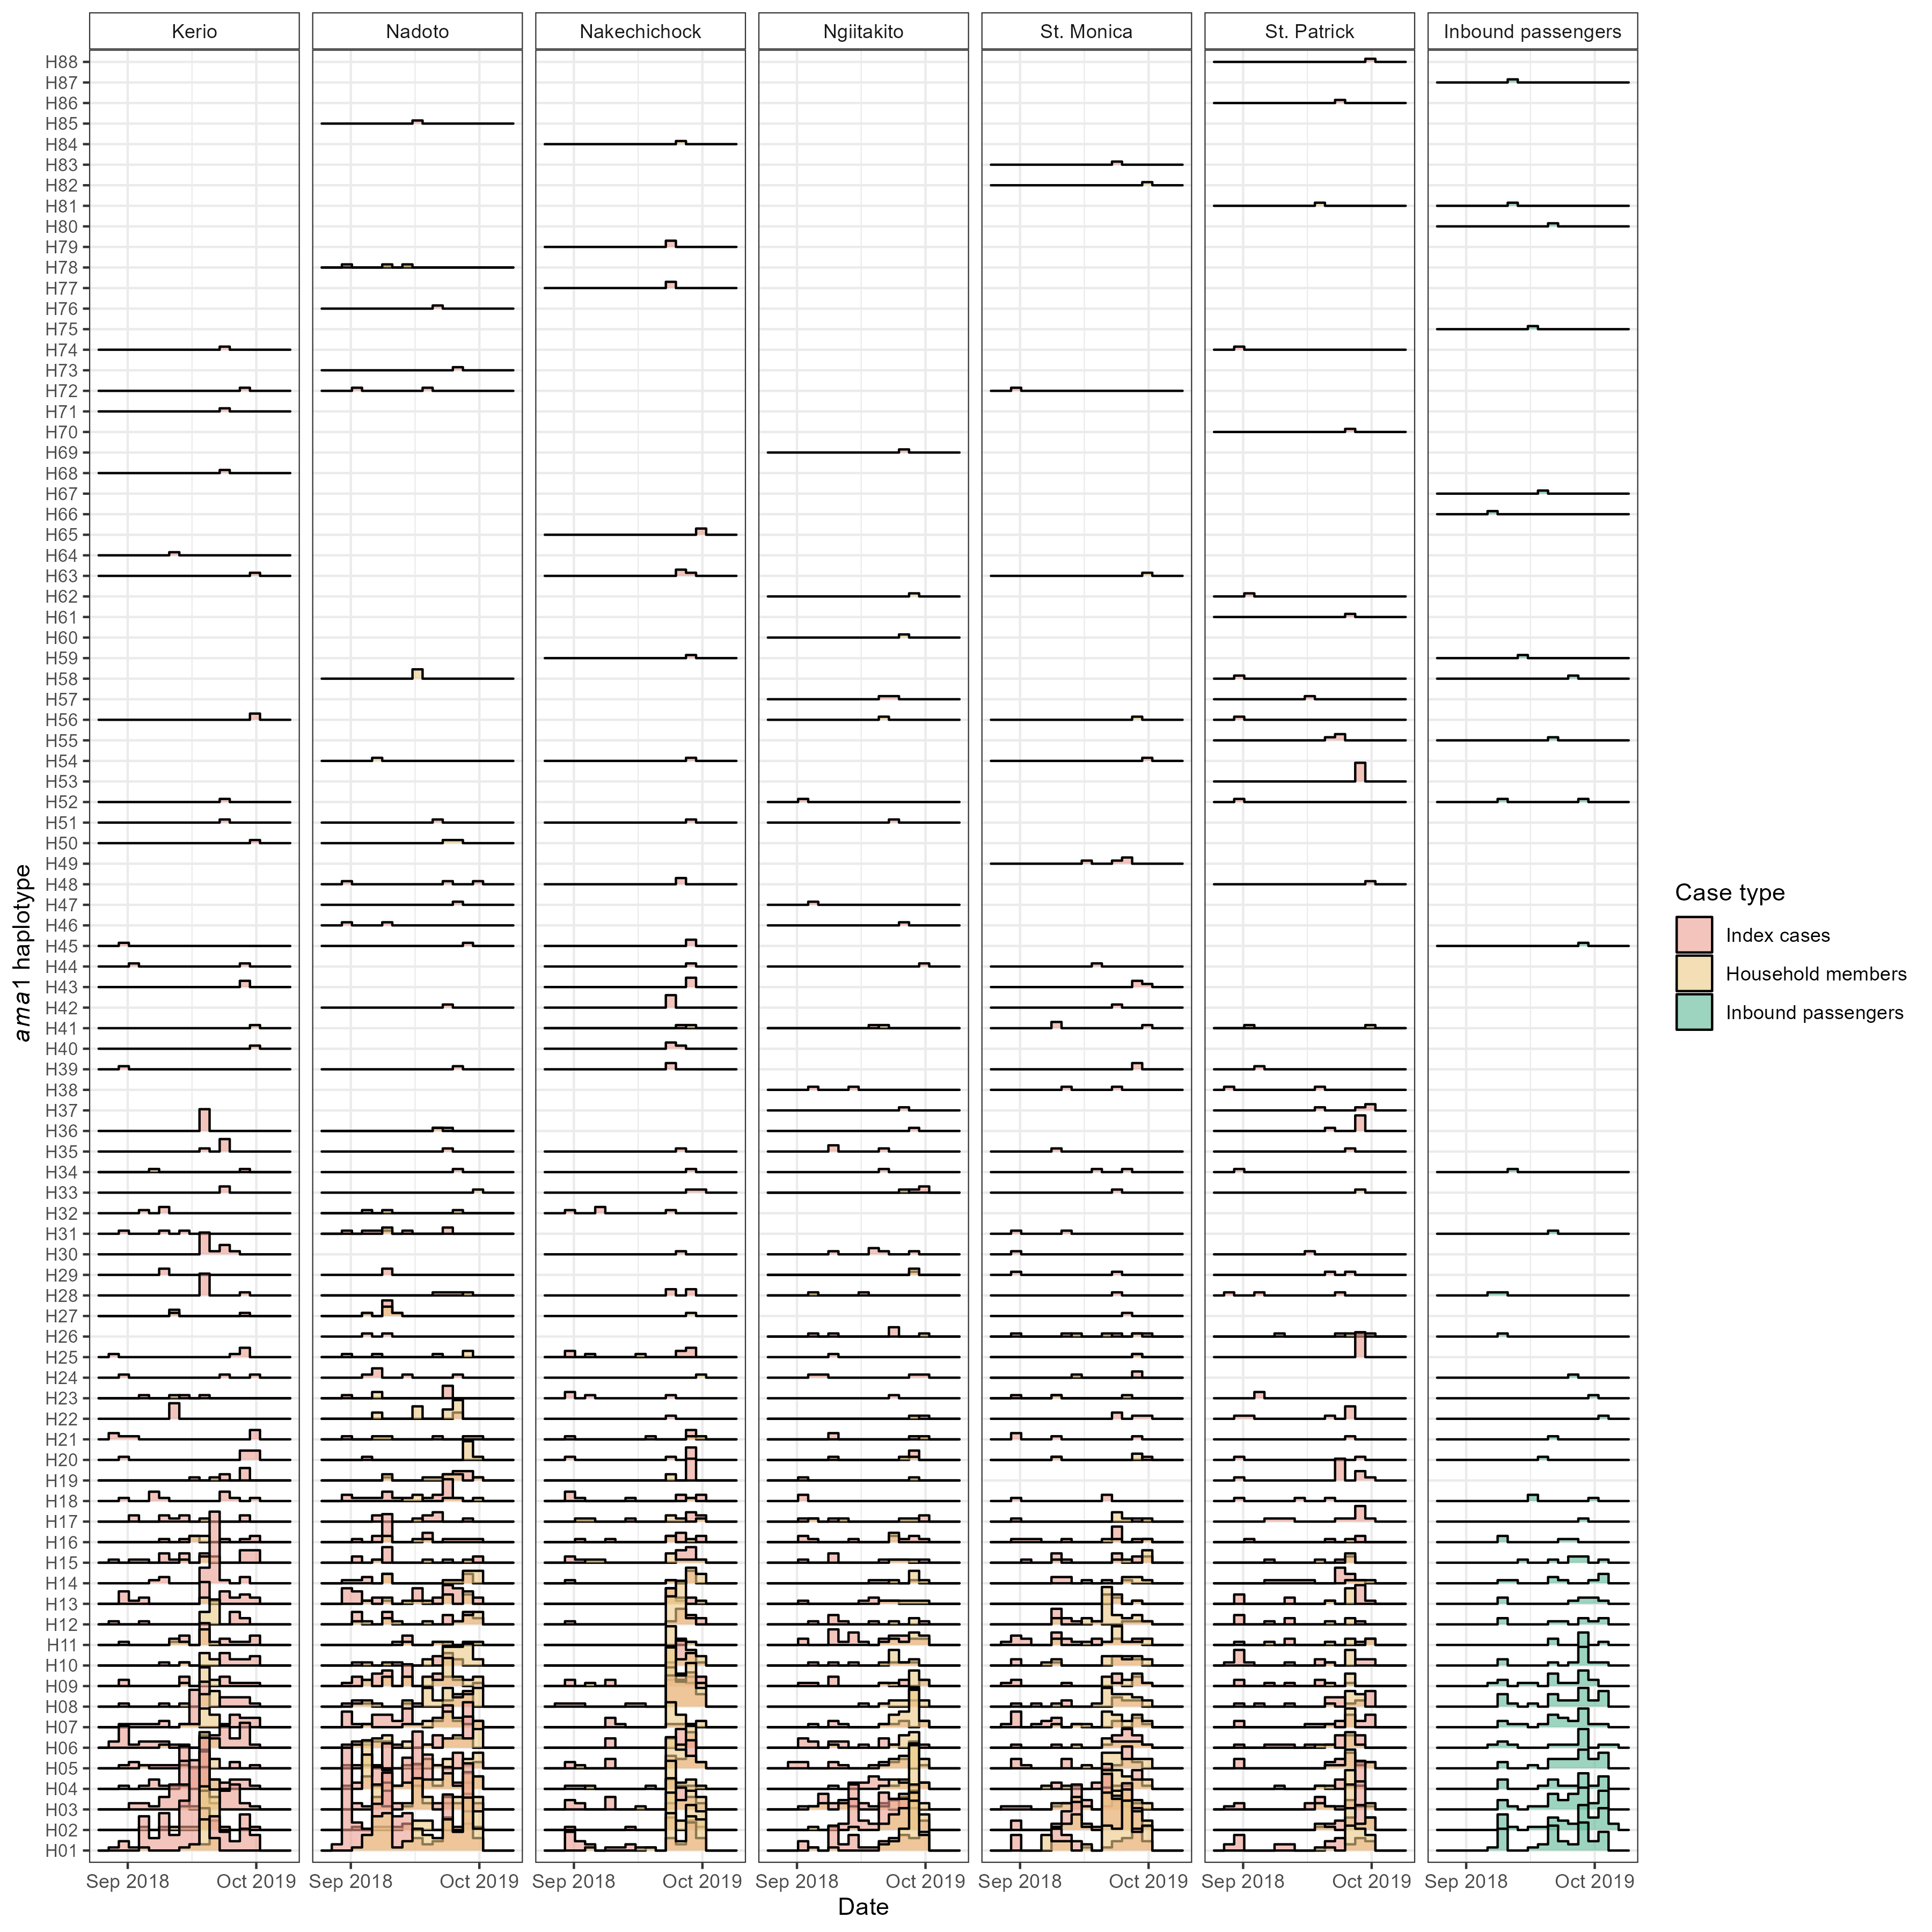 Kerio Nadoto Nakechichock Ngiitakito St. Monica St. Patrick Inbound passengers
H88
H87
H86
H85
H84
H83
H82
H81
H80
H79
H78
H77
H76
H75
H74
H73
H72
H71
H70
H69
H68
H67
H66
H65
H64
H63
H62
H61
H60
H59
H58
H57
H56
H55
H54
H53
H52
H51
H50
H49
H48
H47
H46
H45
H44
H43
H42
H41
H40
H39
H38
H37
H36
H35
H34
H33
H32
H31
H30
H29
H28
H27
H26
H25
H24
H23
H22
H21
H20
H19
H18
H17
H16
H15
H14
H13
H12
H11
H10
H09
H08
H07
H06
H05
H04
H03
H02
H01
ama1 haplotype
Sep 2018 Oct 2019 Sep 2018 Oct 2019 Sep 2018 Oct 2019 Sep 2018 Oct 2019 Sep 2018 Oct 2019 Sep 2018 Oct 2019 Sep 2018 Oct 2019
Date
Case type
Index cases
Household members
Inbound passengers